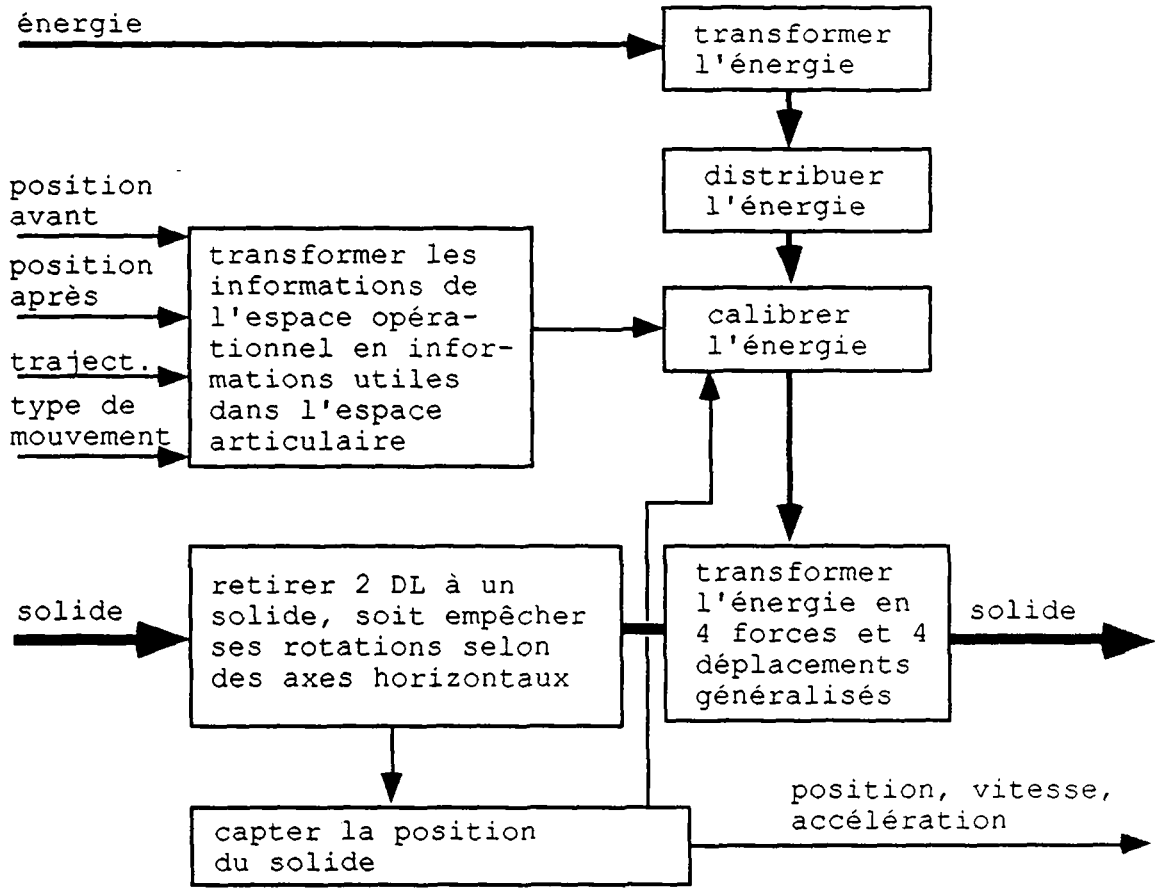 énergie
transformer
l'énergie
distribuer
l'énergie
position
avant
position
après
traject.
type de
mouvement
transformer les
informations de
l'espace opéra-
tionnel en infor-
mations utiles
dans l'espace
articulaire
calibrer
l'énergie
solide
retirer 2 DL à un
solide, soit empêcher
ses rotations selon
des axes horizontaux
transformer
l'énergie en
4 forces et 4
déplacements
généralisés
solide
capter la position
du solide
position, vitesse,
accélération